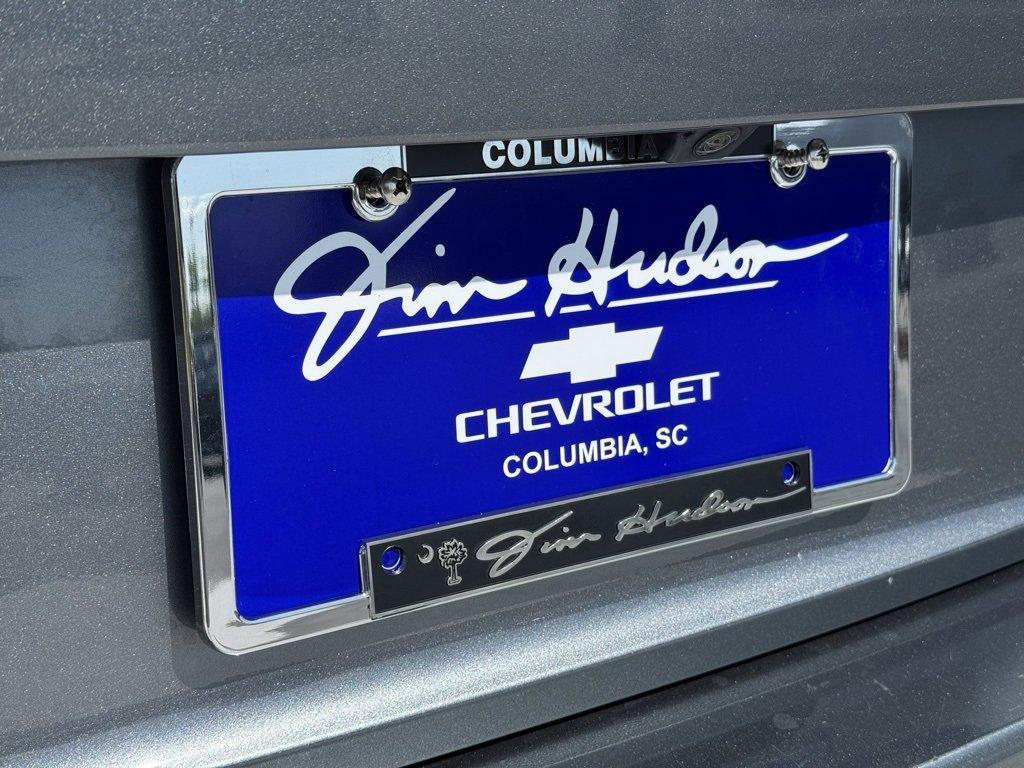 COLUMBIA
Jim Hudson
CHEVROLET
COLUMBIA, SC
Jim Hudson